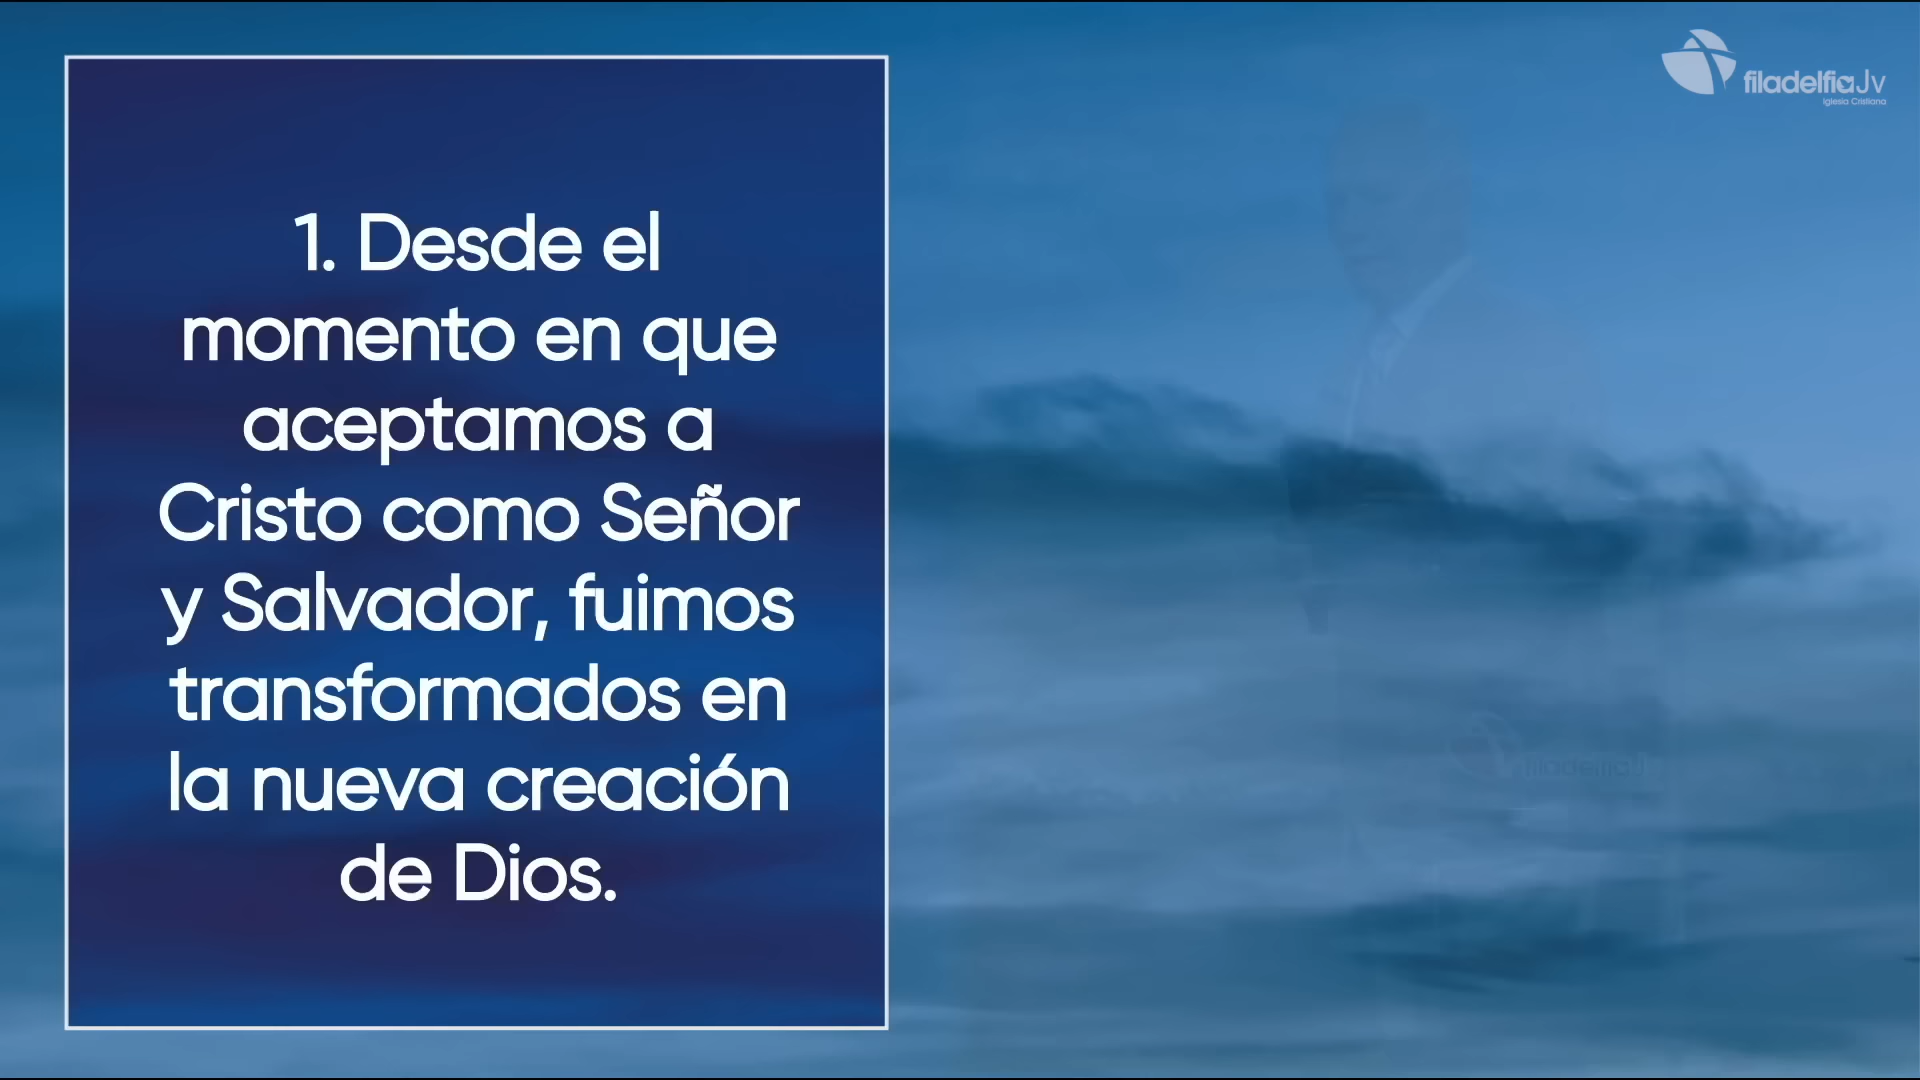 1. Desde el
momento en que
aceptamos a
Cristo como Señor
y Salvador, fuimos
transformados en
la nueva creación
de Dios.
filadelfiaJv
Iglesia Cristiana
filadelfiaJ